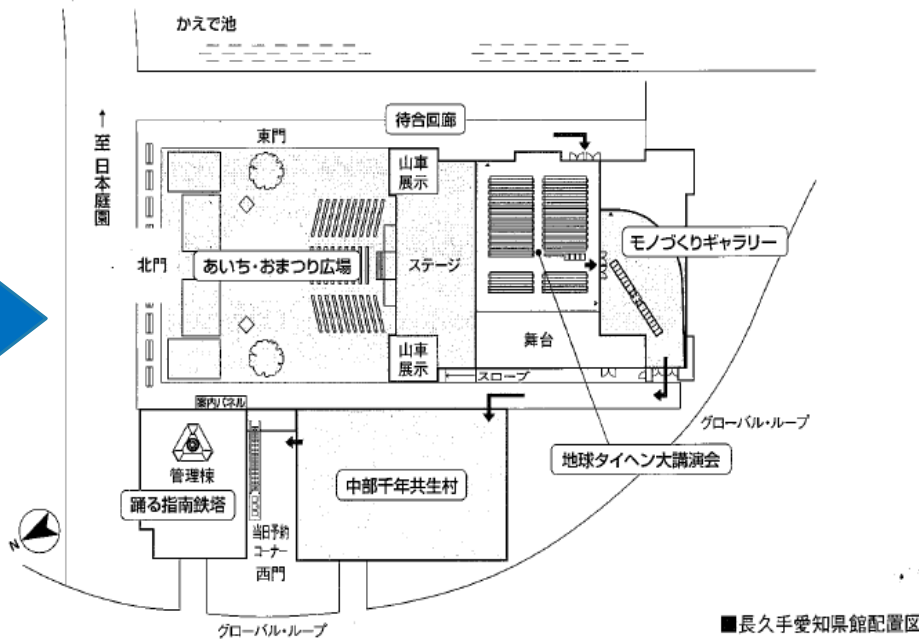 かえで池
↑至 日本庭園
待合回廊
東門
山車
展示
モノづくりギャラリー
北門
あいち・おまつり広場
ステージ
舞台
山車
展示
スロープ
案内パネル
グローバル・ループ
地球タイヘン大講演会
管理棟
踊る指南鉄塔
中部千年共生村
当日予約
コーナー
西門
N
グローバル・ループ
■長久手愛知県館配置図